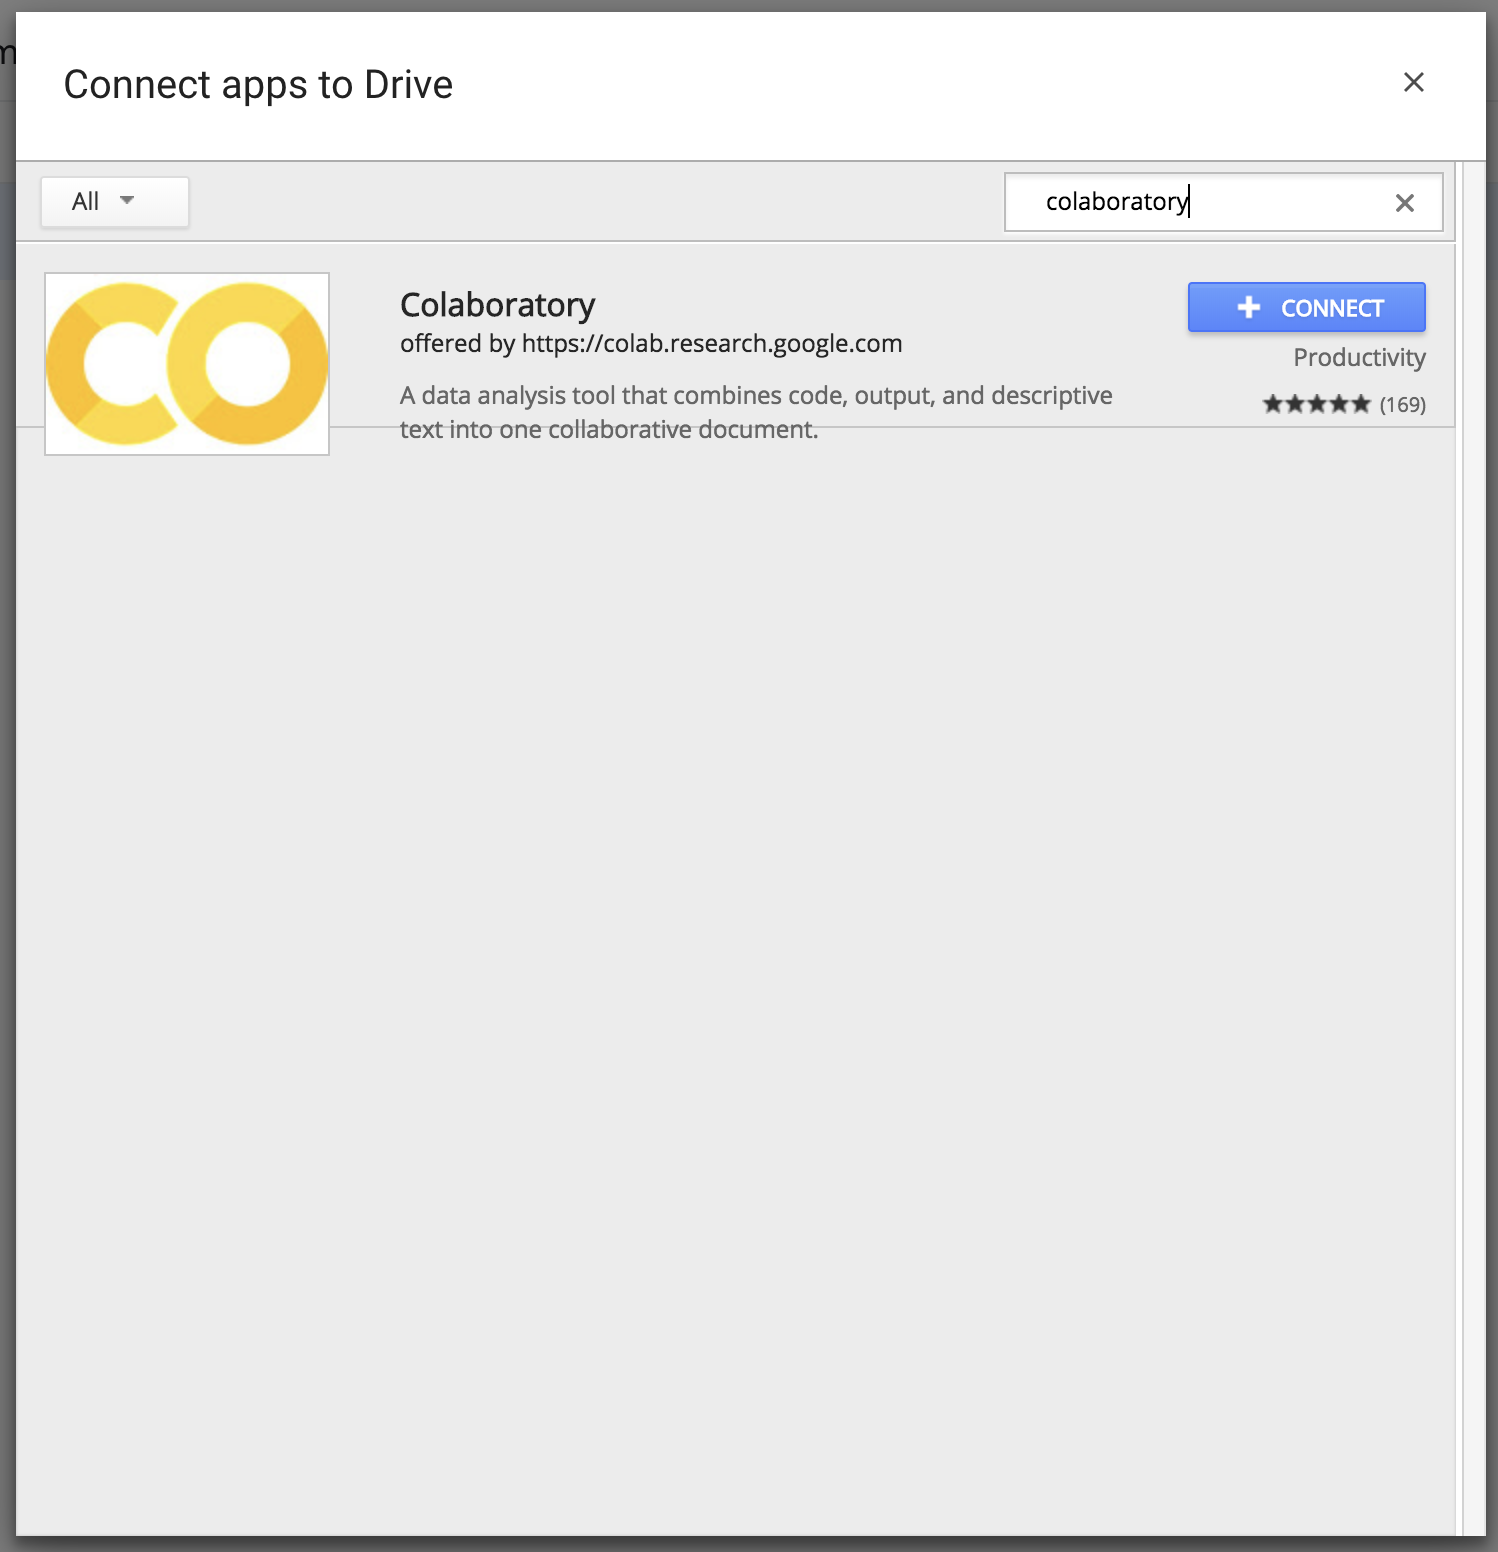 Connect apps to Drive
All
colaboratory
Colaboratory
offered by https://colab.research.google.com
A data analysis tool that combines code, output, and descriptive
text into one collaborative document.
CONNECT
Productivity
(169)